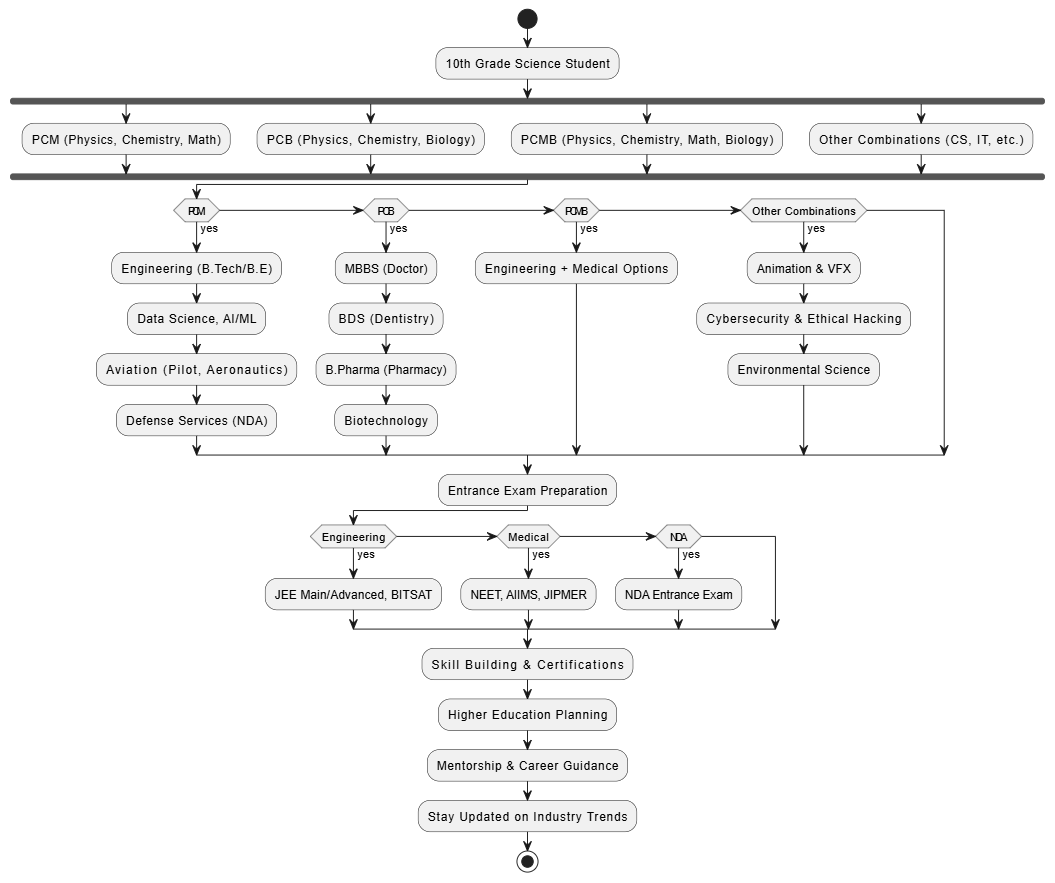 10th Grade Science Student
PCM (Physics, Chemistry, Math)
PCB (Physics, Chemistry, Biology)
PCMB (Physics, Chemistry, Math, Biology)
Other Combinations (CS, IT, etc.)
PCM
PCB
PCMB
Other Combinations
yes
yes
yes
yes
Engineering (B.Tech/B.E)
MBBS (Doctor)
Engineering + Medical Options
Animation & VFX
Data Science, AI/ML
BDS (Dentistry)
Cybersecurity & Ethical Hacking
Aviation (Pilot, Aeronautics)
B.Pharma (Pharmacy)
Environmental Science
Defense Services (NDA)
Biotechnology
Entrance Exam Preparation
Engineering
Medical
NDA
yes
yes
yes
JEE Main/Advanced, BITSAT
NEET, AIIMS, JIPMER
NDA Entrance Exam
Skill Building & Certifications
Higher Education Planning
Mentorship & Career Guidance
Stay Updated on Industry Trends